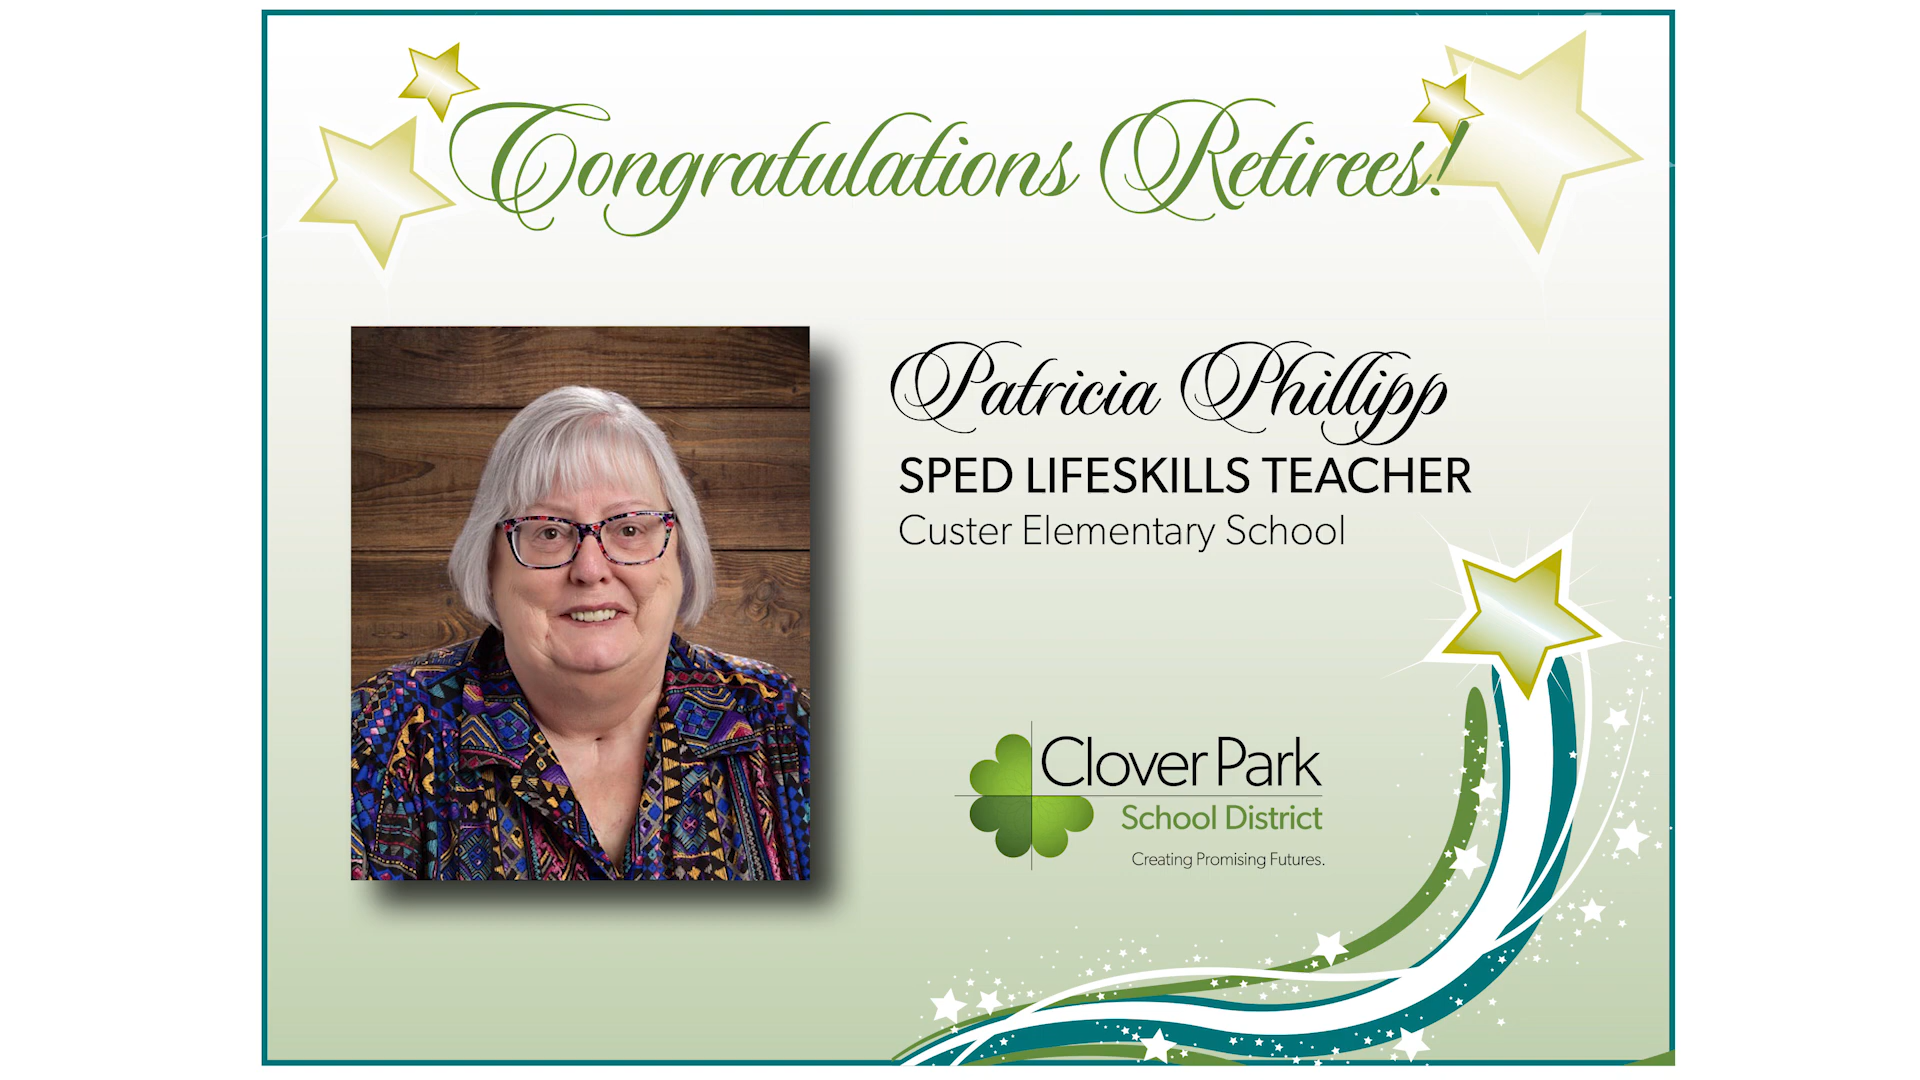 Congratulations Retirees!
Patricia Phillipp
SPED LIFESKILLS TEACHER
Custer Elementary School
Clover Park
School District
Creating Promising Futures.